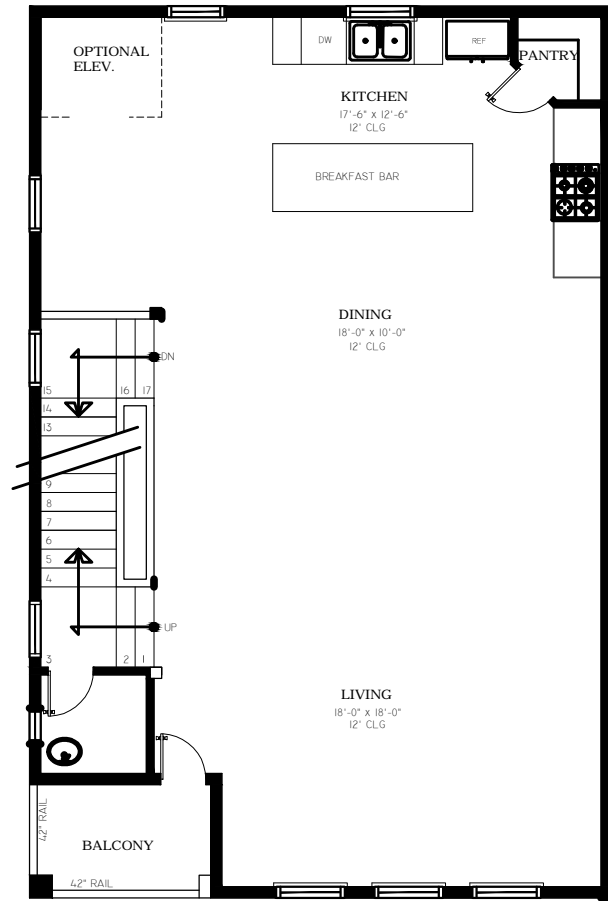 OPTIONAL
ELEV.
DW
REF
PANTRY
KITCHEN
17'-6" x 12'-6"
12' CLG
BREAKFAST BAR
DINING
18'-0" x 10'-0"
12' CLG
DN
15
16
17
14
13
9
8
7
6
5
4
UP
3
2
1
LIVING
18'-0" x 18'-0"
12' CLG
42" RAIL
BALCONY
42" RAIL